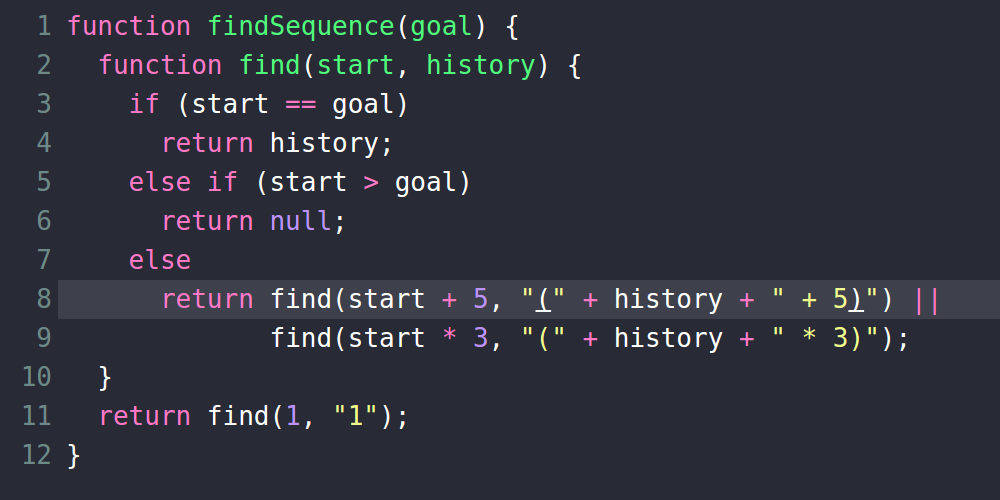 1 function findSequence(goal) {
2   function find(start, history) {
3     if (start == goal)
4       return history;
5     else if (start > goal)
6       return null;
7     else
8       return find(start + 5, "(" + history + " + 5)") ||
9              find(start * 3, "(" + history + " * 3)");
10   }
11   return find(1, "1");
12 }